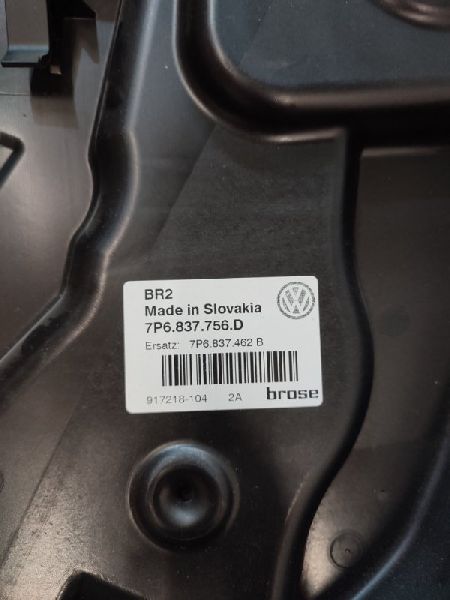 BR2
Made in Slovakia
7P6.837.756.D
Ersatz: 7P6.837.462 B
917218-104 2A brose